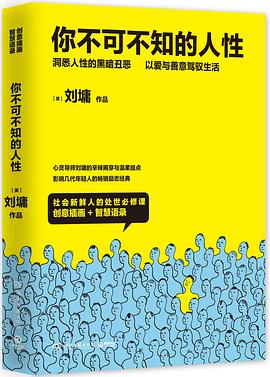 你不可不知的人性
洞悉人性的黑暗丑恶 以爱与善意驾驭生活
[美] 刘墉 作品
心灵导师刘墉的辛辣揭穿与温柔提点
影响几代年轻人的畅销励志经典
社会新鲜人的处世必修课
创意插画+智慧语录
创意插画
智慧语录
你不可不知的人性
[美]
刘墉
作品